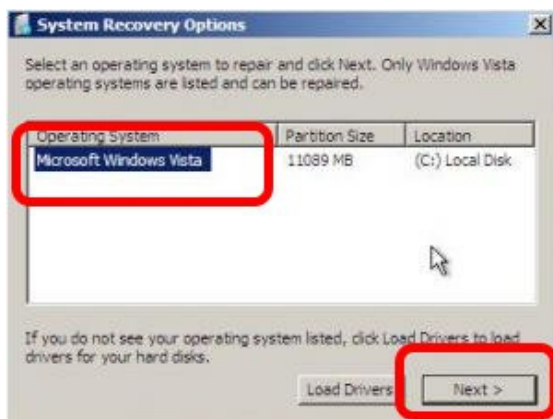 System Recovery Options
Select an operating system to repair and click Next. Only Windows Vista
operating systems are listed and can be repaired.
Operating System Partition Size Location
Microsoft Windows Vista 11089 MB (C:) Local Disk
If you do not see your operating system listed, click Load Drivers to load
drivers for your hard disks.
Load Drivers Next >